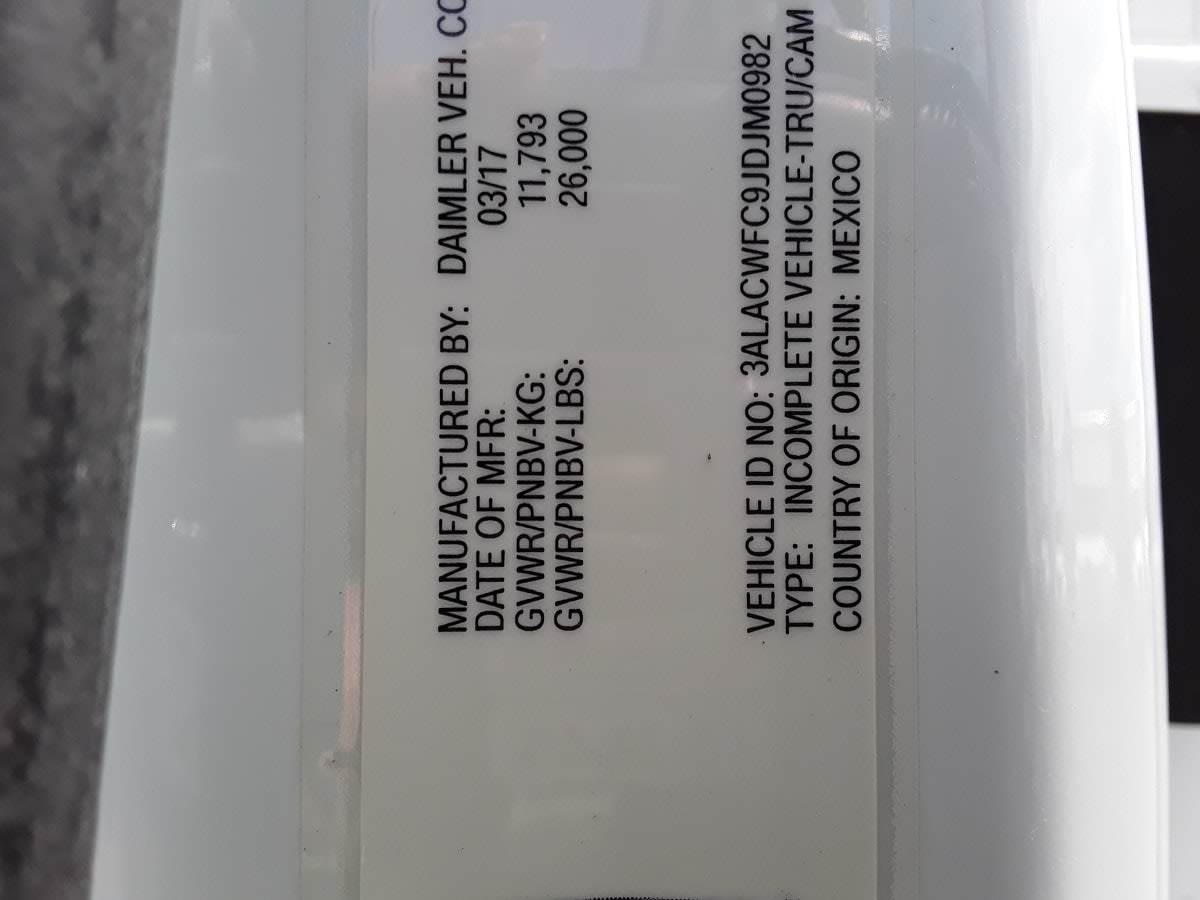 MANUFACTURED BY: DAIMLER VEH. CO
DATE OF MFR: 03/17
GVWR/PNBV-KG: 11,793
GVWR/PNBV-LBS: 26,000
VEHICLE ID NO: 3ALACWFC9JDJM0982
TYPE: INCOMPLETE VEHICLE-TRU/CAM
COUNTRY OF ORIGIN: MEXICO